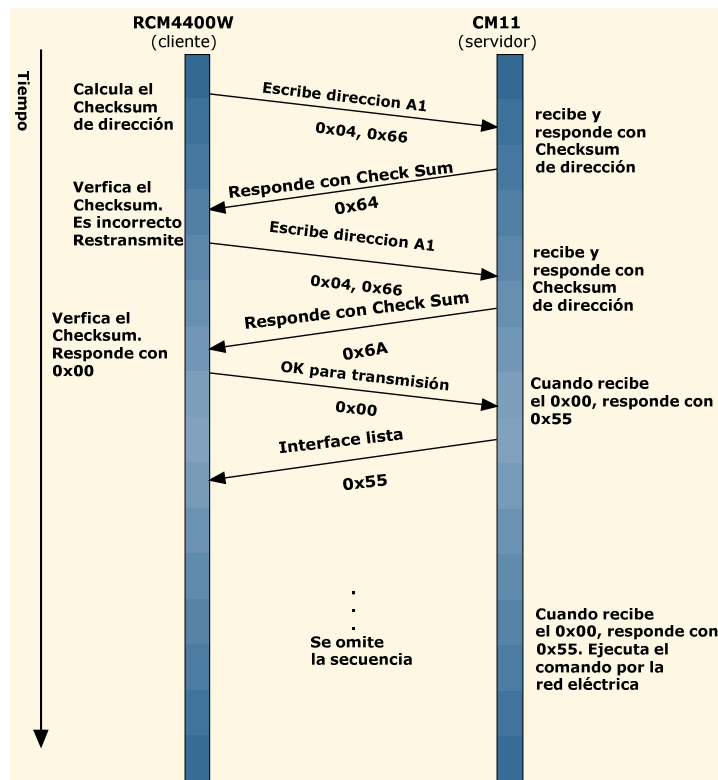 RCM4400W
(cliente)
CM11
(servidor)
Tiempo
Calcula el
Checksum
de dirección
Escribe direccion A1
0x04, 0x66
recibe y
responde con
Checksum
de dirección
Responde con Check Sum
0x64
Verfica el
Checksum.
Es incorrecto
Restransmite
Escribe direccion A1
0x04, 0x66
recibe y
responde con
Checksum
de dirección
Responde con Check Sum
0x6A
Verfica el
Checksum.
Responde con
0x00
OK para transmisión
0x00
Cuando recibe
el 0x00, responde con
0x55
Interface lista
0x55
.
.
.
Se omite
la secuencia
Cuando recibe
el 0x00, responde con
0x55. Ejecuta el
comando por la
red eléctrica